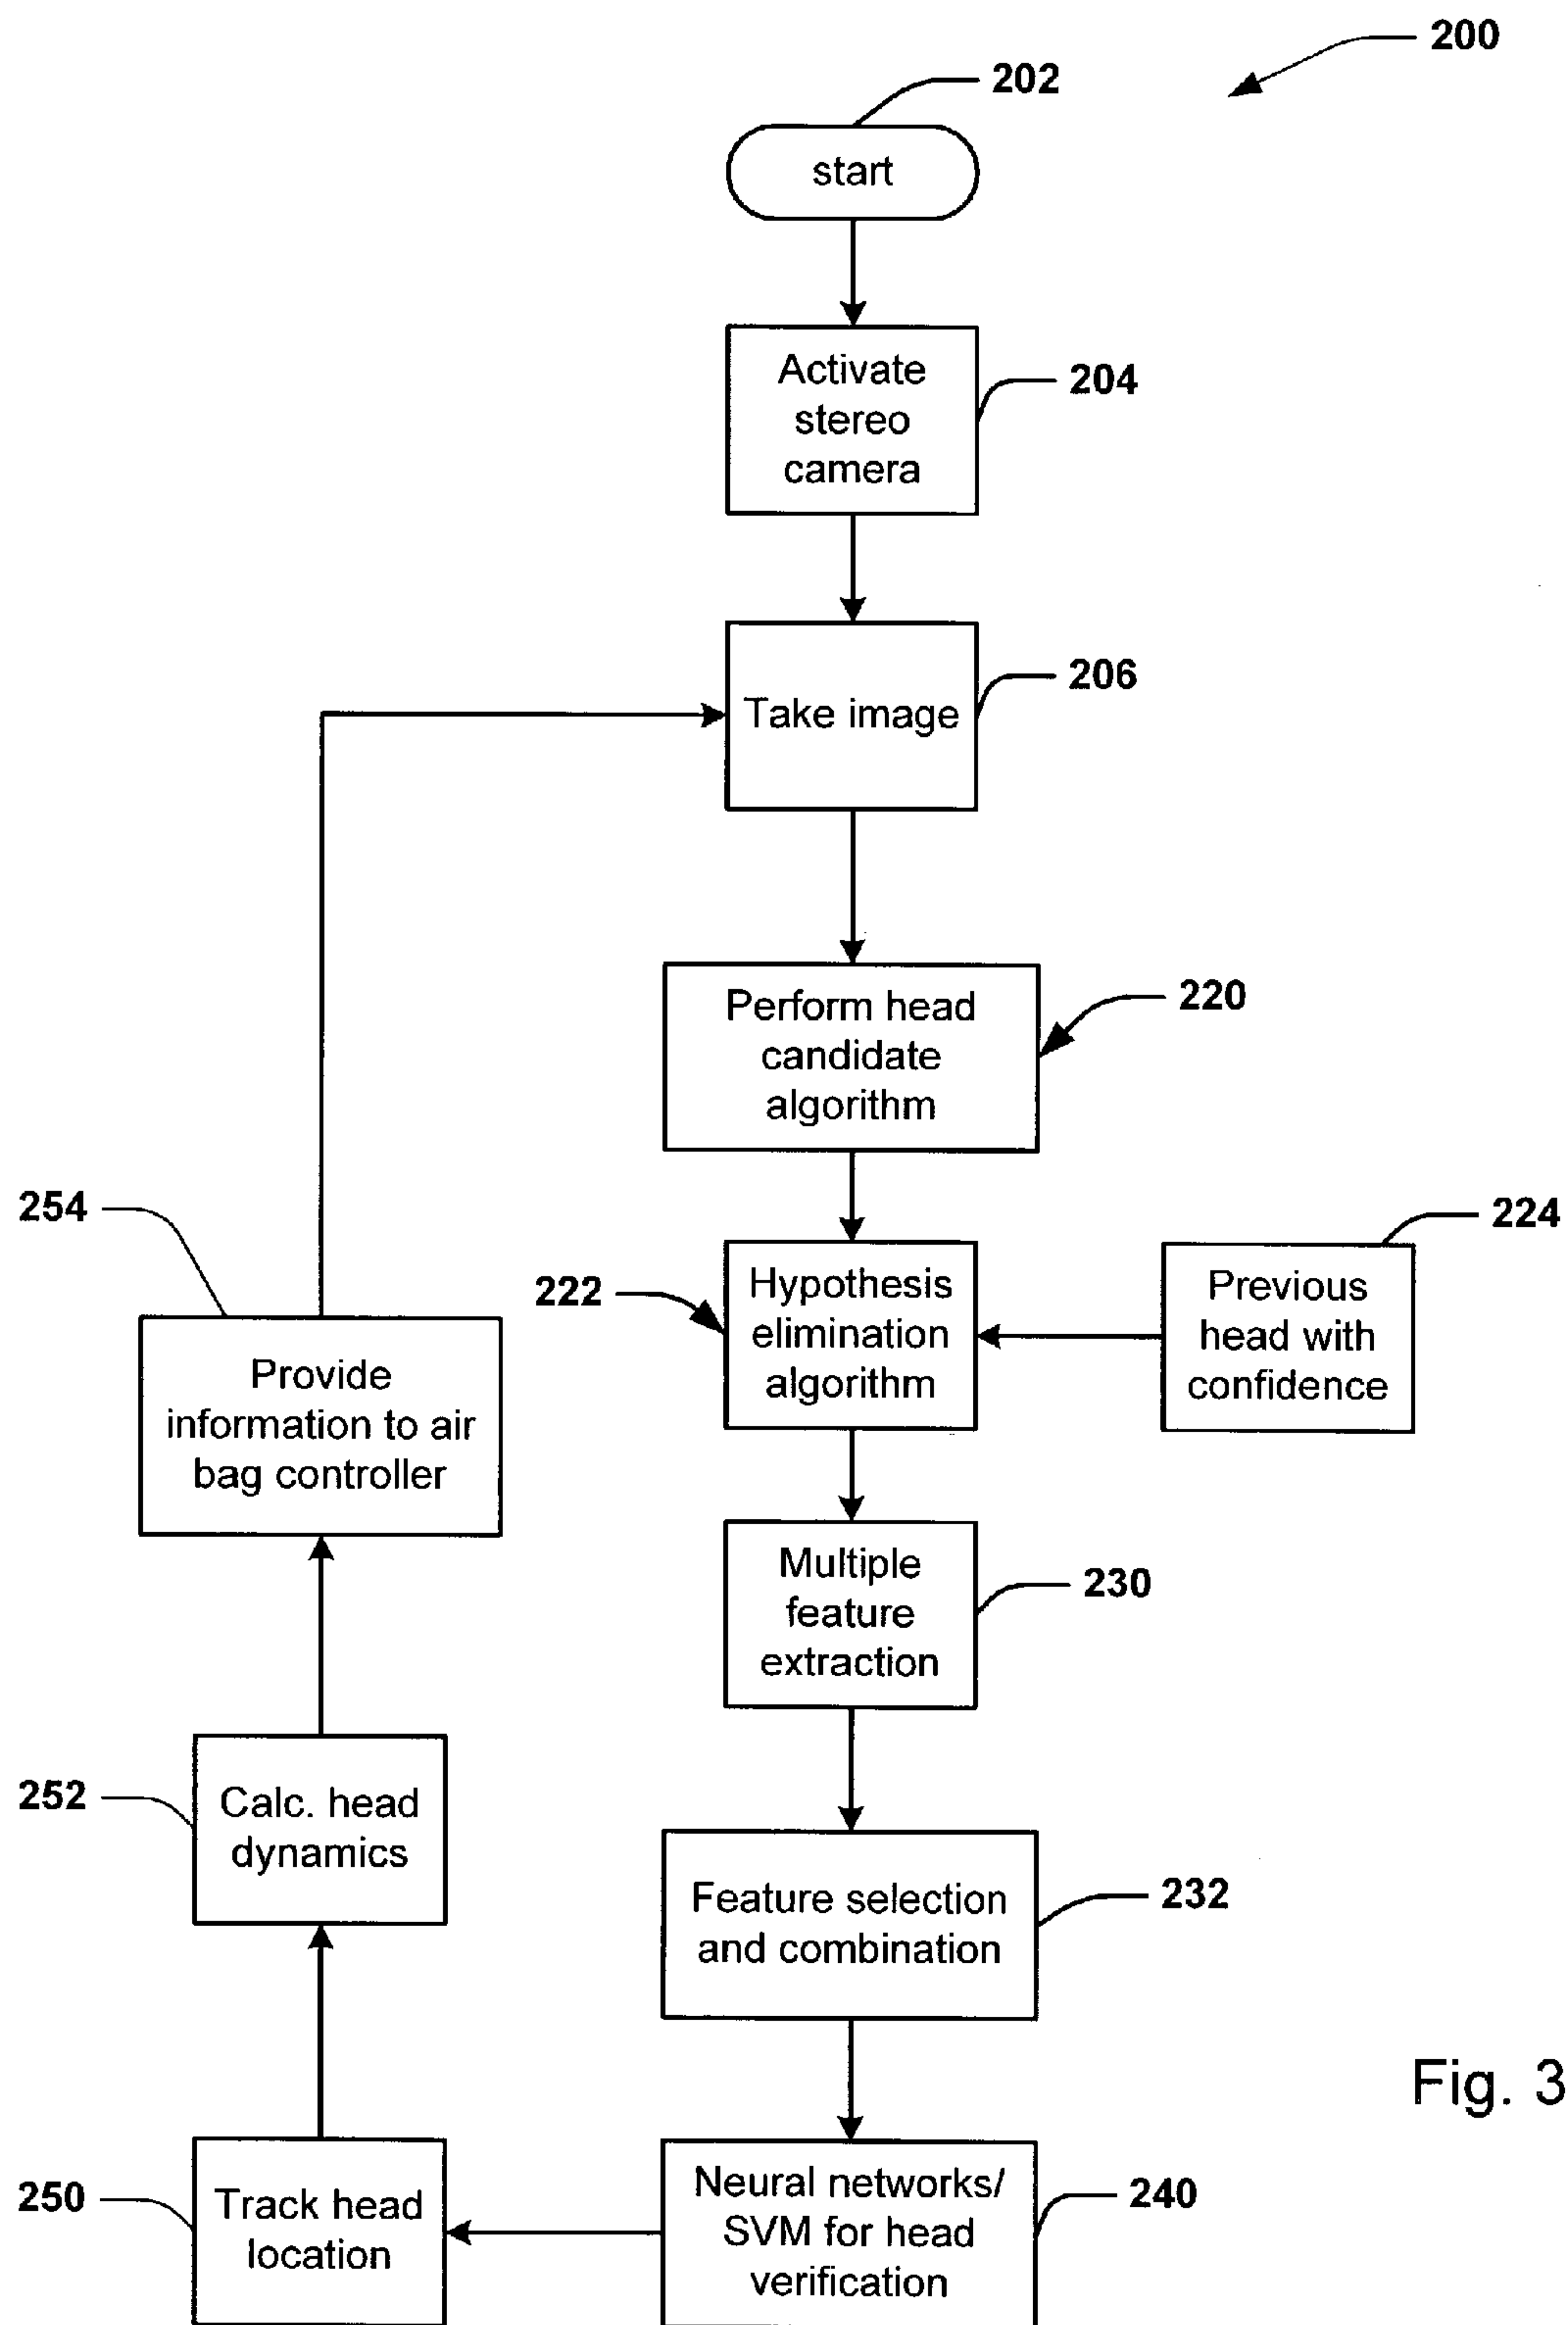 200
202
start
Activate
stereo
camera
204
Take image
206
Perform head
candidate
algorithm
220
254
224
222
Hypothesis
elimination
algorithm
Previous
head with
confidence
Provide
information to air
bag controller
Multiple
feature
extraction
230
252
Calc. head
dynamics
Feature selection
and combination
232
Fig. 3
250
Track head
location
Neural networks/
SVM for head
verification
240